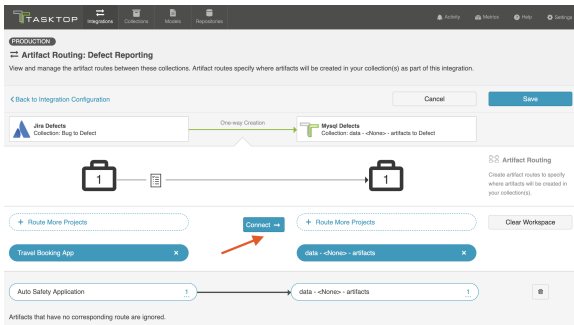 TASKTOP
Integrations
Collections
Models
Repositories
Activity
Metrics
Help
Settings
PRODUCTION
Artifact Routing: Defect Reporting
View and manage the artifact routes between these collections. Artifact routes specify where artifacts will be created in your collection(s) as part of this integration.
Back to Integration Configuration
Cancel
Save
Jira Defects
Collection: Bug to Defect
One-way Creation
Mysql Defects
Collection: data - <None> - artifacts to Defect
1
1
Artifact Routing
Create artifact routes to specify
where artifacts will be created in
your collection(s).
+ Route More Projects
Connect →
+ Route More Projects
Clear Workspace
Travel Booking App ×
data - <None> - artifacts ×
Auto Safety Application 1
data - <None> - artifacts 1
Artifacts that have no corresponding route are ignored.